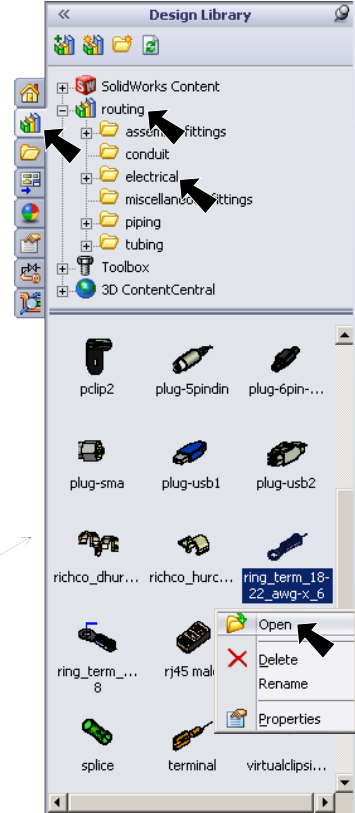 Design Library
SolidWorks Content
routing
fittings
conduit
electrical
fittings
piping
tubing
Toolbox
3D ContentCentral
pclip2
plug-5pindin
plug-6pin-...
plug-sma
plug-usb1
plug-usb2
richco_dhur...
richco_hurc...
ring_term_18-
22_awg-x_6
Open
Delete
Rename
Properties
ring_term_...
8
rj45
splice
terminal
virtualclipsi...